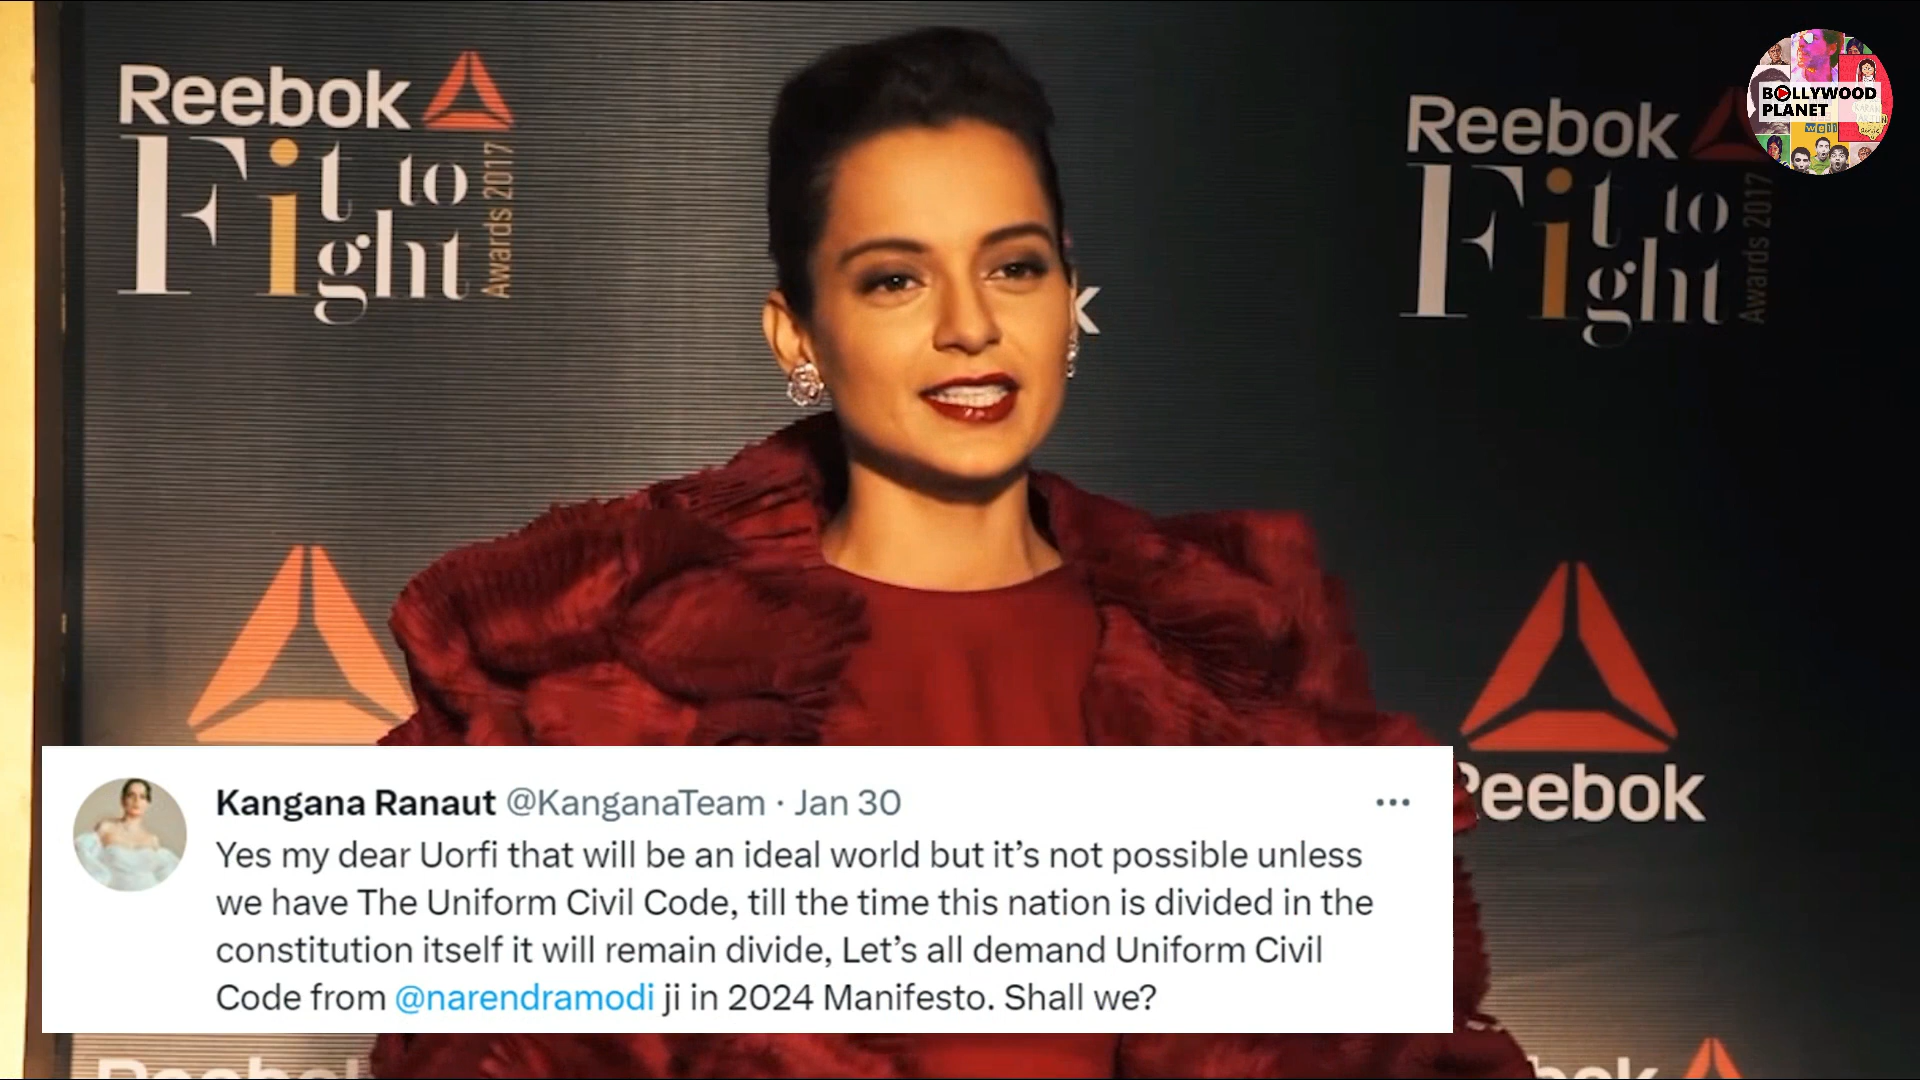 Reebok
Fit to
Fight
Awards 2017
Reebok
Fit to
Fight
Awards 2017
BOLLYWOOD
PLANET
k
Reebok
Kangana Ranaut @KanganaTeam · Jan 30
Yes my dear Uorfi that will be an ideal world but it’s not possible unless
we have The Uniform Civil Code, till the time this nation is divided in the
constitution itself it will remain divide, Let’s all demand Uniform Civil
Code from @narendramodi ji in 2024 Manifesto. Shall we?
Reebok